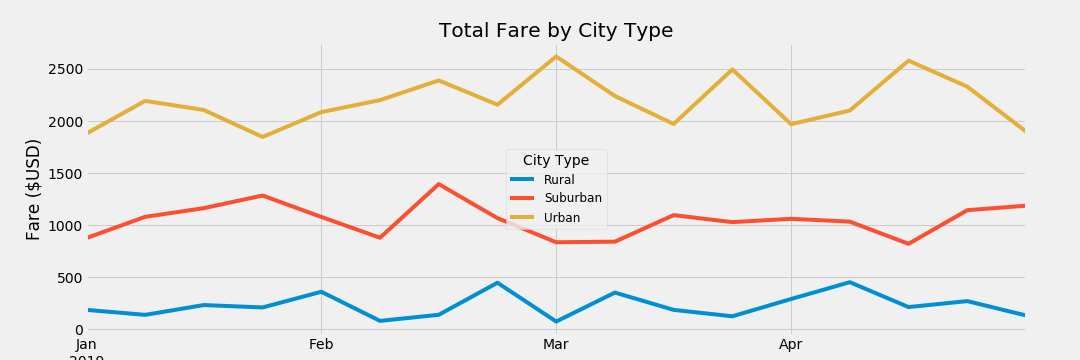 Total Fare by City Type
Fare ($USD)
2500
2000
1500
1000
500
0
City Type
Rural
Suburban
Urban
Jan Feb Mar Apr
2019